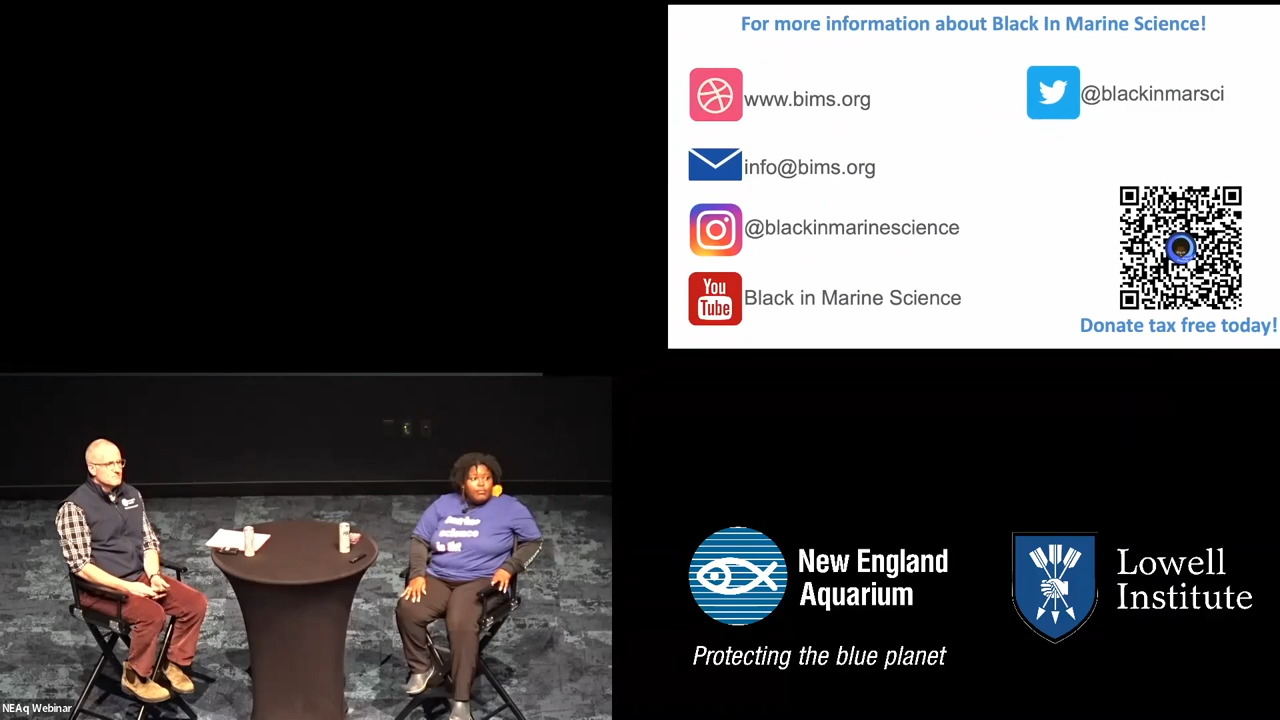 For more information about Black In Marine Science!
www.bims.org
@blackinmarsci
info@bims.org
@blackinmarinescience
You
Tube
Black in Marine Science
Donate tax free today!
science
New England
Aquarium
Protecting the blue planet
Lowell
Institute
NEAq Webinar